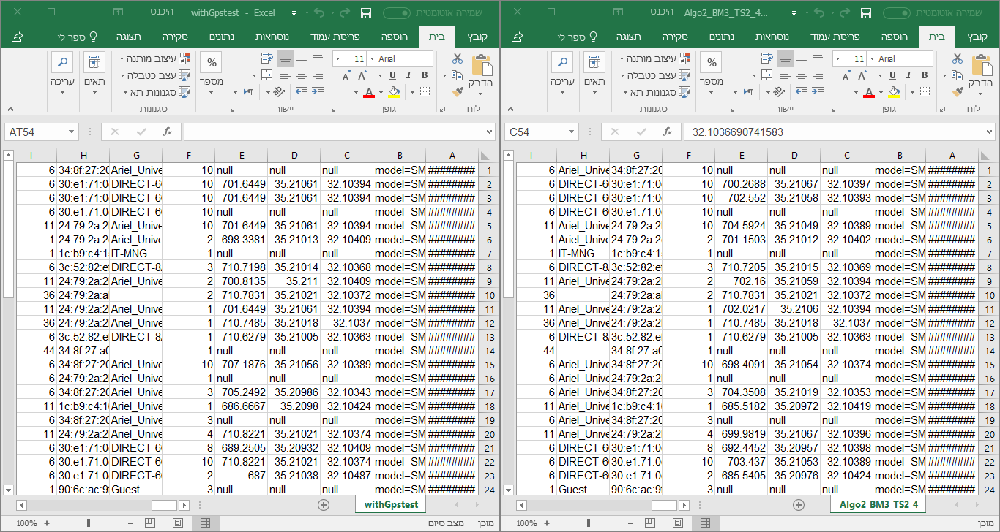 שמירה אוטומטית Algo2_BM3_TS2_4... היכנס
קובץ בית הוספה פריסת עמוד נוסחאות נתונים סקירה תצוגה ספר לי
הדבק
Arial 11
B I U
עיצוב מותנה
עצב כטבלה
סגנונות תא
% מספר תאים עריכה
לוח גופן יישור סגנונות
C54 fx 32.1036690741583
A B C D E F G H I
1 ######## model=SM null null null 10 34:8f:27:20 Ariel_Unive 6
2 ######## model=SM 32.10397 35.21067 700.2688 10 30:e1:71:0 DIRECT-6 6
3 ######## model=SM 32.10393 35.21058 702.552 10 30:e1:71:0 DIRECT-6 6
4 ######## model=SM null null null 10 30:e1:71:0 DIRECT-6 6
5 ######## model=SM 32.10394 35.21049 704.5924 10 24:79:2a:2 Ariel_Unive 11
6 ######## model=SM 32.10402 35.21012 701.1503 2 24:79:2a:2 Ariel_Unive 1
7 ######## model=SM null null null 1 1c:b9:c4:1 IT-MNG 1
8 ######## model=SM 32.10369 35.21015 710.7205 3 3c:52:82:e DIRECT-8 6
9 ######## model=SM 32.10394 35.21059 702.16 2 24:79:2a:2 Ariel_Unive 11
10 ######## model=SM 32.10372 35.21021 710.7831 2 24:79:2a:a 36
11 ######## model=SM 32.10394 35.2106 702.0217 1 24:79:2a:2 Ariel_Unive 11
12 ######## model=SM 32.1037 35.21018 710.7485 1 24:79:2a:2 Ariel_Unive 36
13 ######## model=SM 32.10363 35.21005 710.6279 1 3c:52:82:e DIRECT-8 6
14 ######## model=SM null null null 1 34:8f:27:a0 44
15 ######## model=SM 32.10374 35.21054 698.4091 10 34:8f:27:20 Ariel_Unive 6
16 ######## model=SM null null null 1 24:79:2a:2 Ariel_Unive 6
17 ######## model=SM 32.10353 35.21019 704.3508 3 34:8f:27:20 Ariel_Unive 6
18 ######## model=SM 32.10419 35.20972 685.5182 1 1c:b9:c4:1 Ariel_Unive 11
19 ######## model=SM null null null 3 34:8f:27:20 Ariel_Unive 6
20 ######## model=SM 32.10396 35.21067 699.9819 4 24:79:2a:2 Ariel_Unive 11
21 ######## model=SM 32.10398 35.20957 692.4452 8 30:e1:71:0 DIRECT-6 6
22 ######## model=SM 32.10389 35.21053 703.437 10 30:e1:71:0 DIRECT-6 6
23 ######## model=SM 32.10424 35.20976 685.5405 2 30:e1:71:0 DIRECT-6 6
24 ######## model=SM null null null 3 90:6c:ac:9 Guest 1
Algo2_BM3_TS2_4
מוכן 100%
שמירה אוטומטית withGpstest - Excel היכנס
קובץ בית הוספה פריסת עמוד נוסחאות נתונים סקירה תצוגה ספר לי
הדבק
Arial 11
B I U
עיצוב מותנה
עצב כטבלה
סגנונות תא
% מספר תאים עריכה
לוח גופן יישור סגנונות
AT54 fx
A B C D E F G H I
1 ######## model=SM null null null 10 Ariel_Unive 34:8f:27:20 6
2 ######## model=SM 32.10394 35.21061 701.6449 10 DIRECT-6 30:e1:71:0 6
3 ######## model=SM 32.10394 35.21061 701.6449 10 DIRECT-6 30:e1:71:0 6
4 ######## model=SM null null null 10 DIRECT-6 30:e1:71:0 6
5 ######## model=SM 32.10394 35.21061 701.6449 10 Ariel_Unive 24:79:2a:2 11
6 ######## model=SM 32.10409 35.21013 698.3381 2 Ariel_Unive 24:79:2a:2 1
7 ######## model=SM null null null 1 IT-MNG 1c:b9:c4:1 1
8 ######## model=SM 32.10368 35.21014 710.7198 3 DIRECT-8 3c:52:82:e 6
9 ######## model=SM 32.10409 35.211 700.8135 2 Ariel_Unive 24:79:2a:2 11
10 ######## model=SM 32.10372 35.21021 710.7831 2 24:79:2a:a 36
11 ######## model=SM 32.10394 35.21061 701.6449 1 Ariel_Unive 24:79:2a:2 11
12 ######## model=SM 32.1037 35.21018 710.7485 1 Ariel_Unive 24:79:2a:2 36
13 ######## model=SM 32.10363 35.21005 710.6279 1 DIRECT-8 3c:52:82:e 6
14 ######## model=SM null null null 1 34:8f:27:a0 44
15 ######## model=SM 32.10389 35.21056 707.1876 10 Ariel_Unive 34:8f:27:20 6
16 ######## model=SM null null null 1 Ariel_Unive 24:79:2a:2 6
17 ######## model=SM 32.10343 35.20986 705.2492 3 Ariel_Unive 34:8f:27:20 6
18 ######## model=SM 32.10424 35.2098 686.6667 1 Ariel_Unive 1c:b9:c4:1 11
19 ######## model=SM null null null 3 Ariel_Unive 34:8f:27:20 6
20 ######## model=SM 32.10374 35.21021 710.8221 4 Ariel_Unive 24:79:2a:2 11
21 ######## model=SM 32.10409 35.20932 689.2505 8 DIRECT-6 30:e1:71:0 6
22 ######## model=SM 32.10374 35.21021 710.8221 10 DIRECT-6 30:e1:71:0 6
23 ######## model=SM 32.10487 35.21038 687 2 DIRECT-6 30:e1:71:0 6
24 ######## model=SM null null null 3 Guest 90:6c:ac:9 1
withGpstest
מוכן מצב סיום 100%